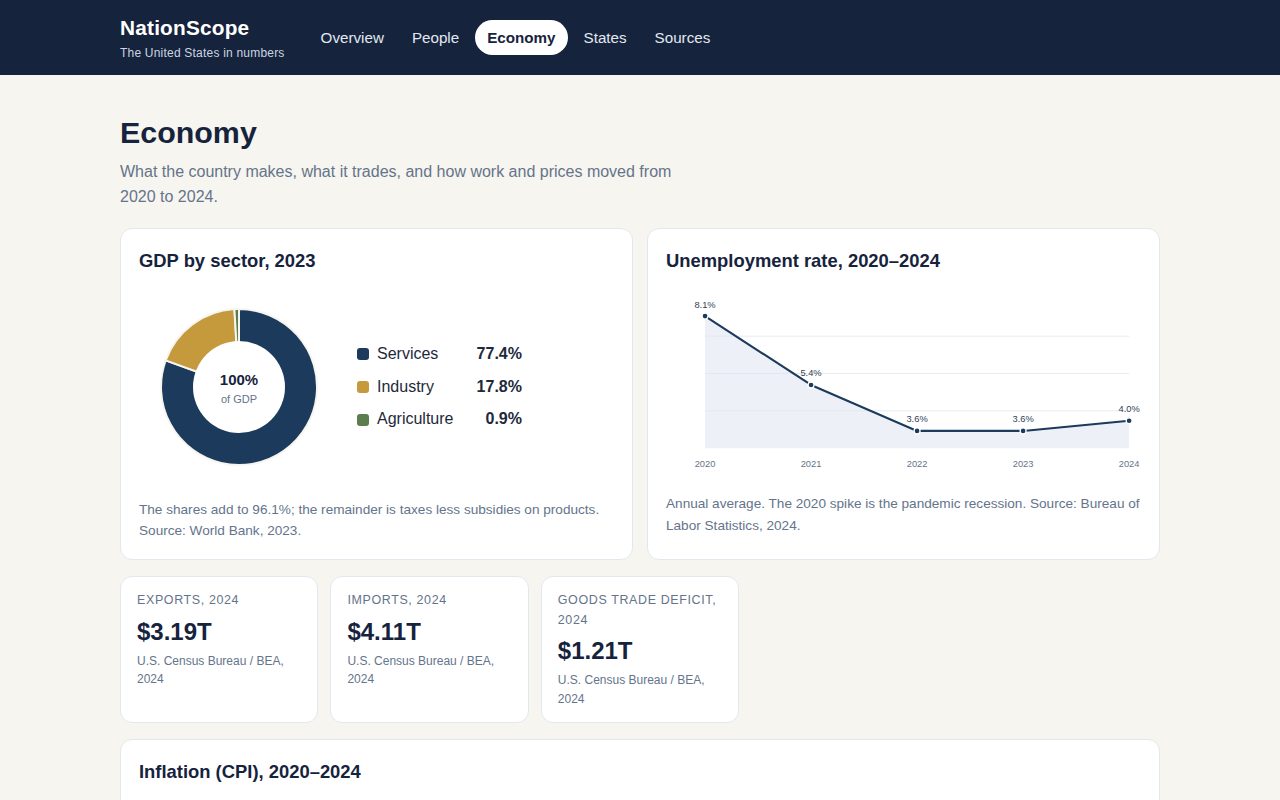 NationScope
The United States in numbers
Overview
People
Economy
States
Sources
Economy
What the country makes, what it trades, and how work and prices moved from
2020 to 2024.
GDP by sector, 2023
100%
of GDP
Services 77.4%
Industry 17.8%
Agriculture 0.9%
The shares add to 96.1%; the remainder is taxes less subsidies on products.
Source: World Bank, 2023.
Unemployment rate, 2020–2024
8.1%
5.4%
3.6%
3.6%
4.0%
2020
2021
2022
2023
2024
Annual average. The 2020 spike is the pandemic recession. Source: Bureau of
Labor Statistics, 2024.
EXPORTS, 2024
$3.19T
U.S. Census Bureau / BEA,
2024
IMPORTS, 2024
$4.11T
U.S. Census Bureau / BEA,
2024
GOODS TRADE DEFICIT,
2024
$1.21T
U.S. Census Bureau / BEA,
2024
Inflation (CPI), 2020–2024